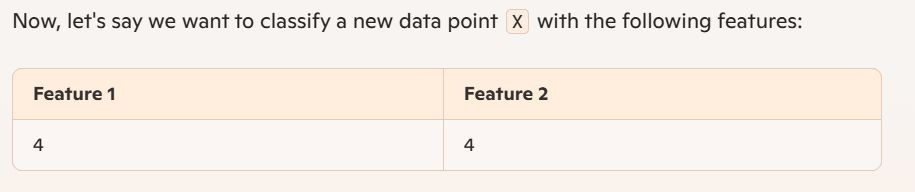 Now, let's say we want to classify a new data point X with the following features:
Feature 1 Feature 2
4 4